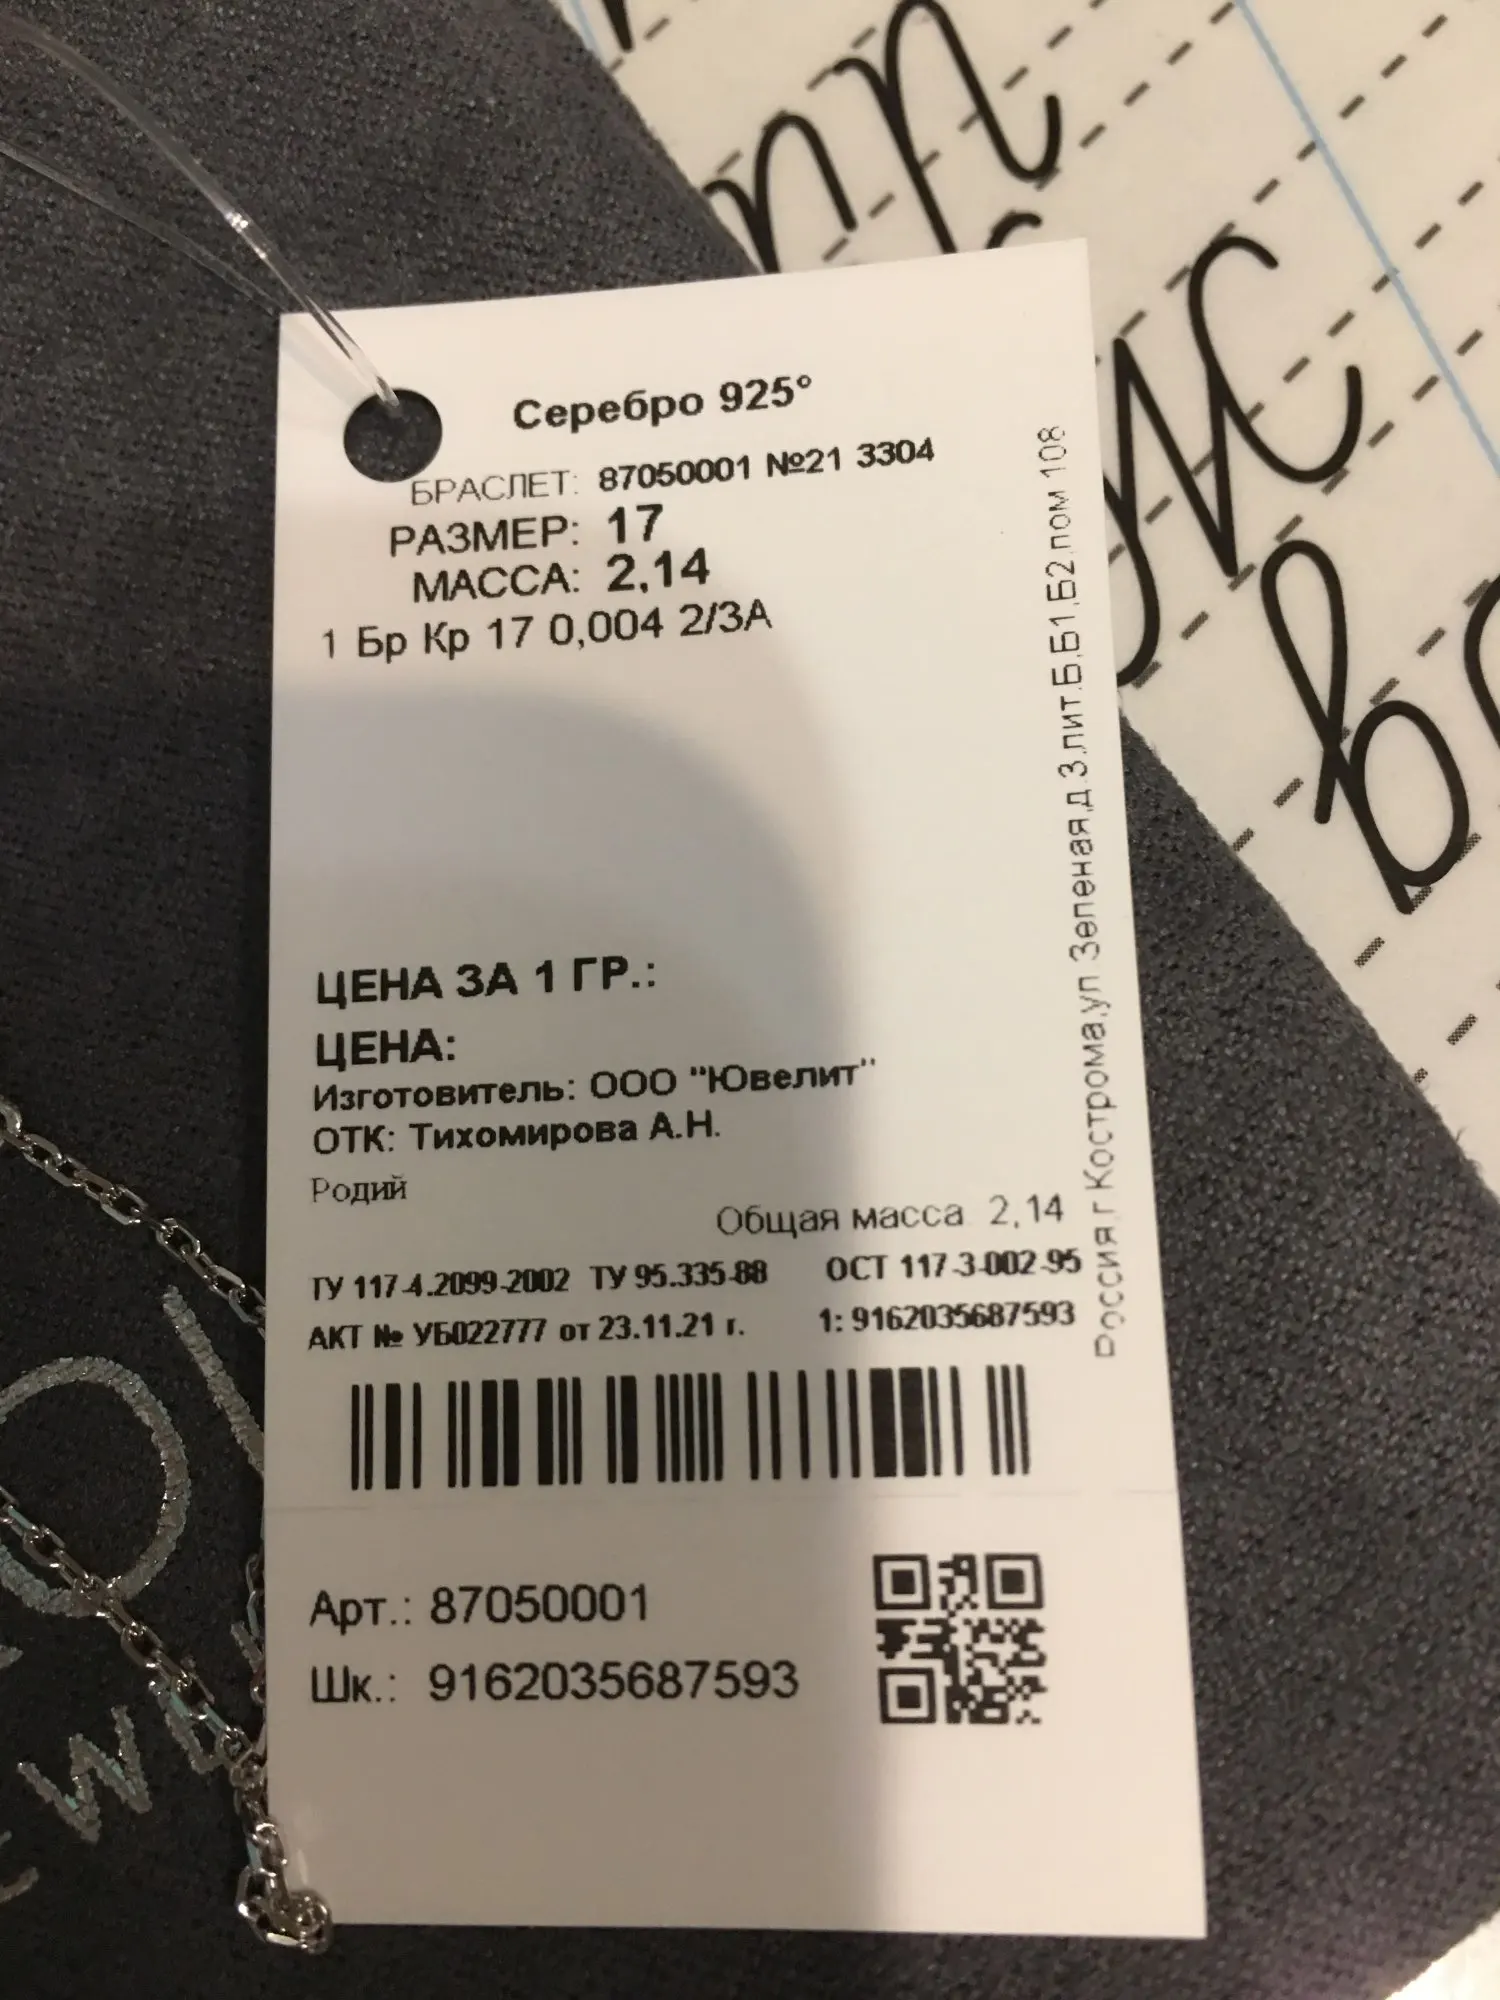 Серебро 925°
БРАСЛЕТ: 87050001 №21 3304
РАЗМЕР: 17
МАССА: 2,14
1 Бр Кр 17 0,004 2/3А
ЦЕНА ЗА 1 ГР.:
ЦЕНА:
Изготовитель: ООО "Ювелит"
ОТК: Тихомирова А.Н.
Родий
Общая масса 2,14
ТУ 117-4.2099-2002 ТУ 95.335-88 ОСТ 117-3-002-95
АКТ № УБ022777 от 23.11.21 г. 1: 9162035687593
Арт.: 87050001
Шк.: 9162035687593
Россия,г Кострома,ул Зеленая,д.3.лит.Б,Б1,Б2.пом 108